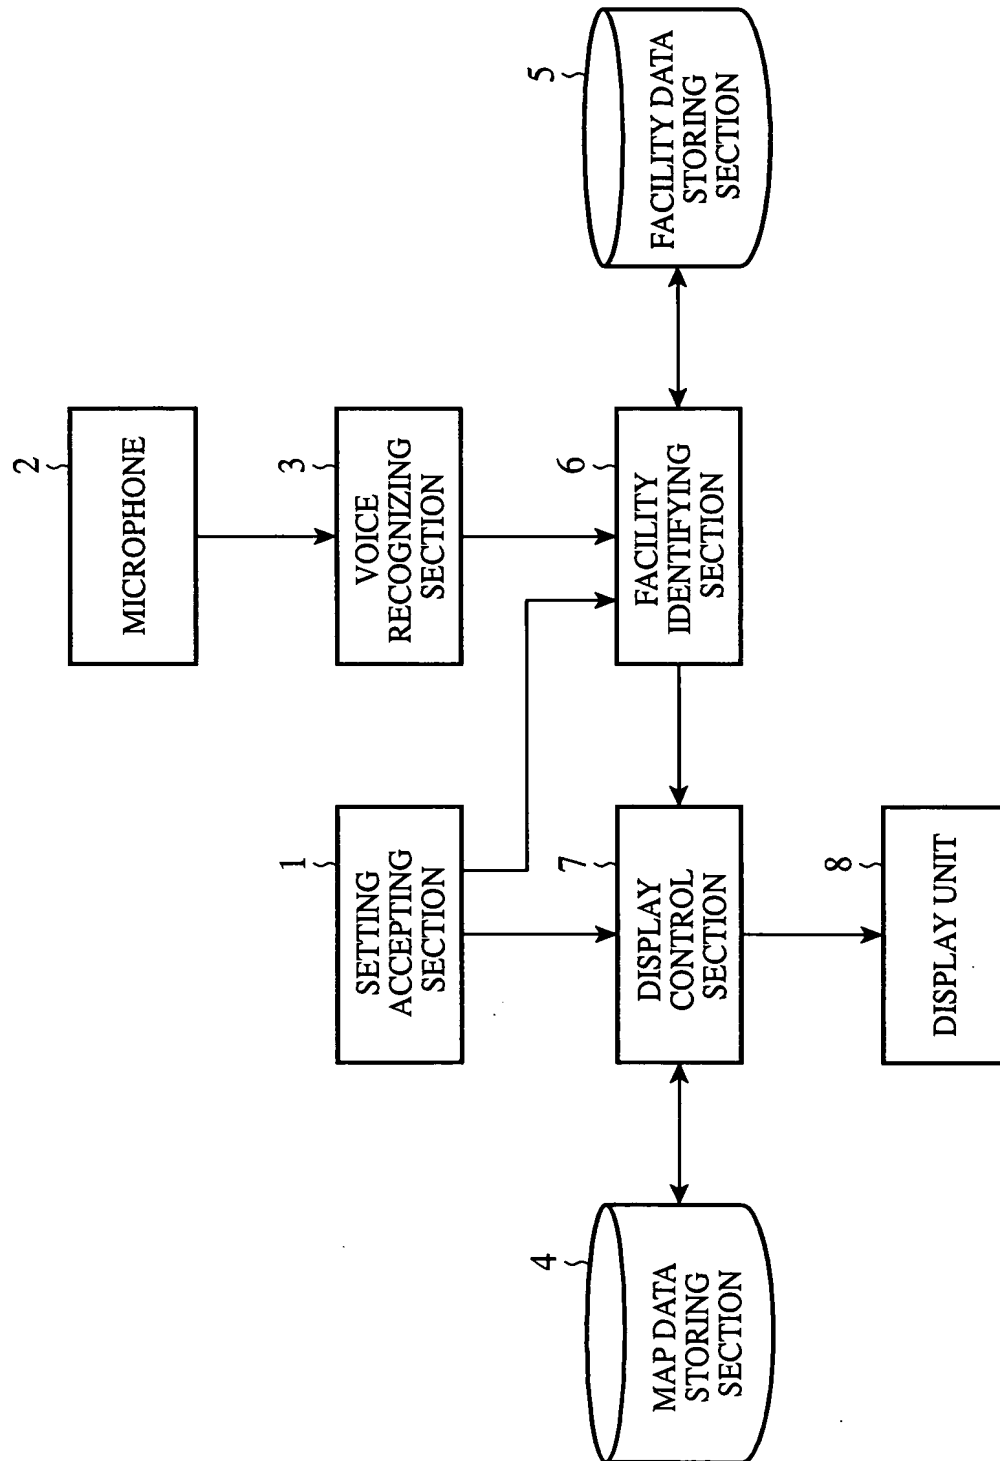 2
MICROPHONE
1
SETTING
ACCEPTING
SECTION
3
VOICE
RECOGNIZING
SECTION
4
MAP DATA
STORING
SECTION
7
DISPLAY
CONTROL
SECTION
6
FACILITY
IDENTIFYING
SECTION
5
FACILITY DATA
STORING
SECTION
8
DISPLAY UNIT